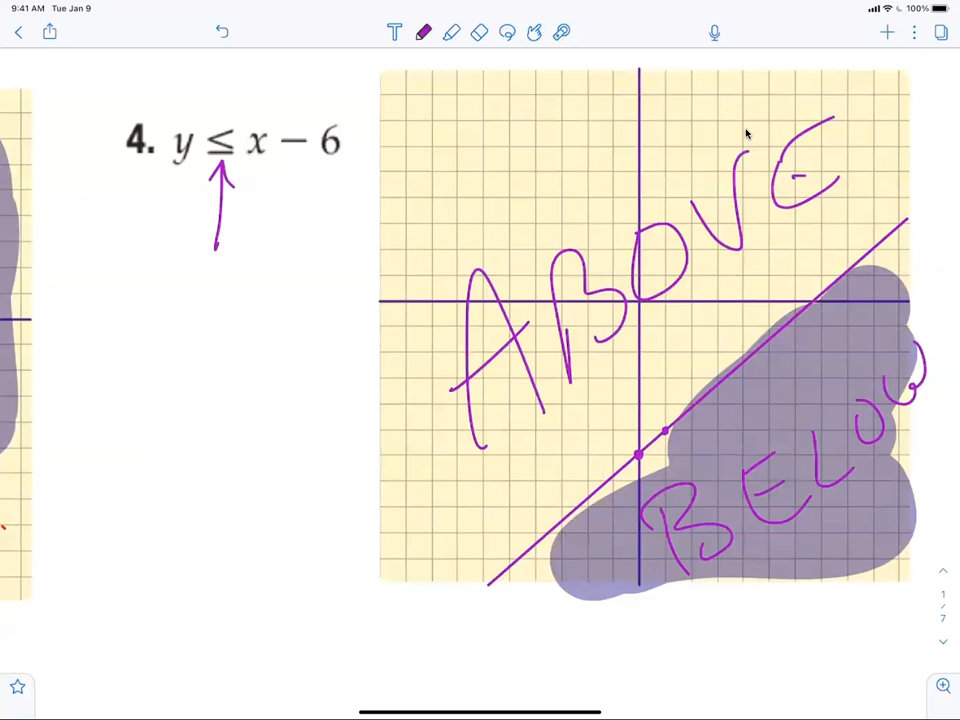 9:41 AM Tue Jan 9
100%
T
4. y ≤ x − 6
ABOVE
BELOW
1
/
7